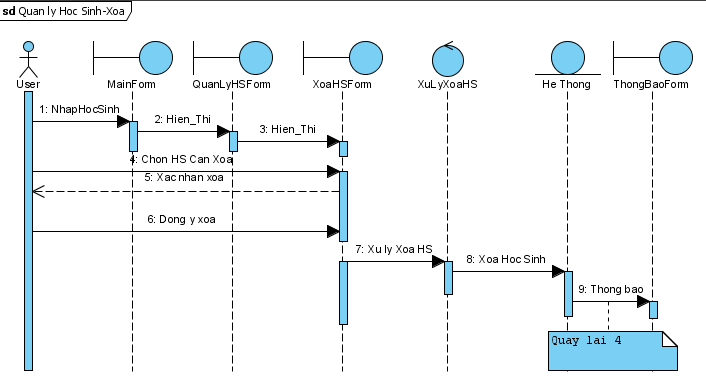 sd Quan ly Hoc Sinh-Xoa
User
MainForm
QuanLyHSForm
XoaHSForm
XuLyXoaHS
He Thong
ThongBaoForm
1: NhapHocSinh
2: Hien_Thi
3: Hien_Thi
4: Chon HS Can Xoa
5: Xac nhan xoa
6: Dong y xoa
7: Xu ly Xoa HS
8: Xoa Hoc Sinh
9: Thong bao
Quay lai 4